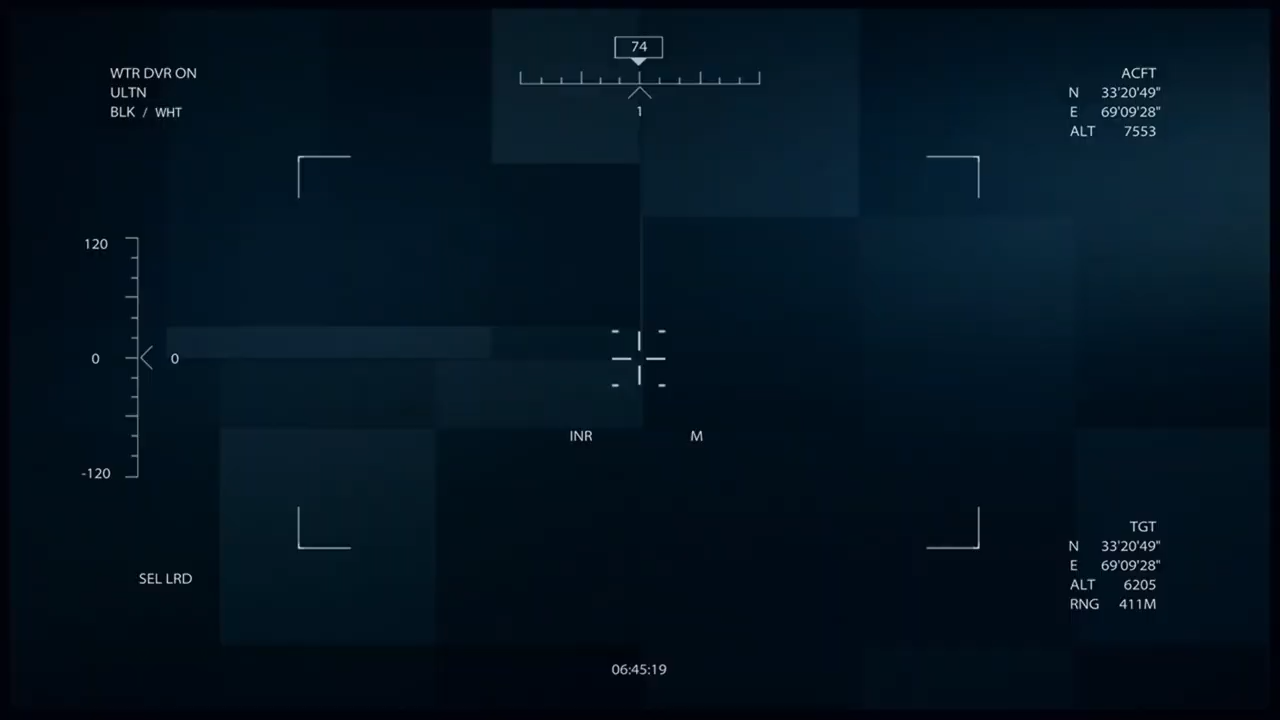 WTR DVR ON
ULTN
BLK / WHT
74
1
ACFT
N 33'20'49"
E 69'09'28"
ALT 7553
120
0
0
-120
INR M
SEL LRD
TGT
N 33'20'49"
E 69'09'28"
ALT 6205
RNG 411M
06:45:19